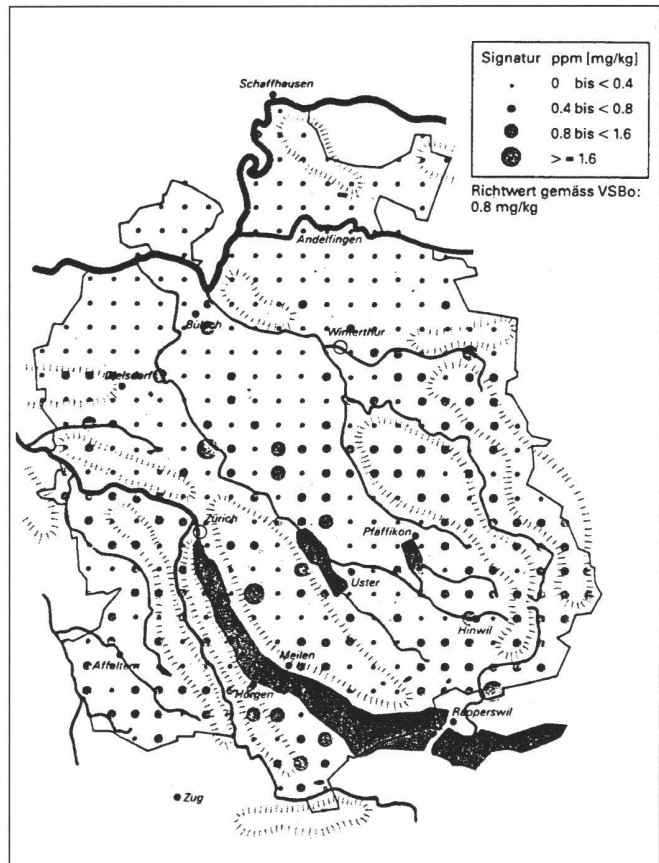 Signatur ppm [mg/kg]
0 bis < 0.4
0.4 bis < 0.8
0.8 bis < 1.6
> = 1.6
Richtwert gemäss VSBo:
0.8 mg/kg
Schaffhausen
Andelfingen
Bülach
Winterthur
Dielsdorf
Zürich
Pfäffikon
Uster
Hinwil
Meilen
Affoltern
Horgen
Rapperswil
Zug